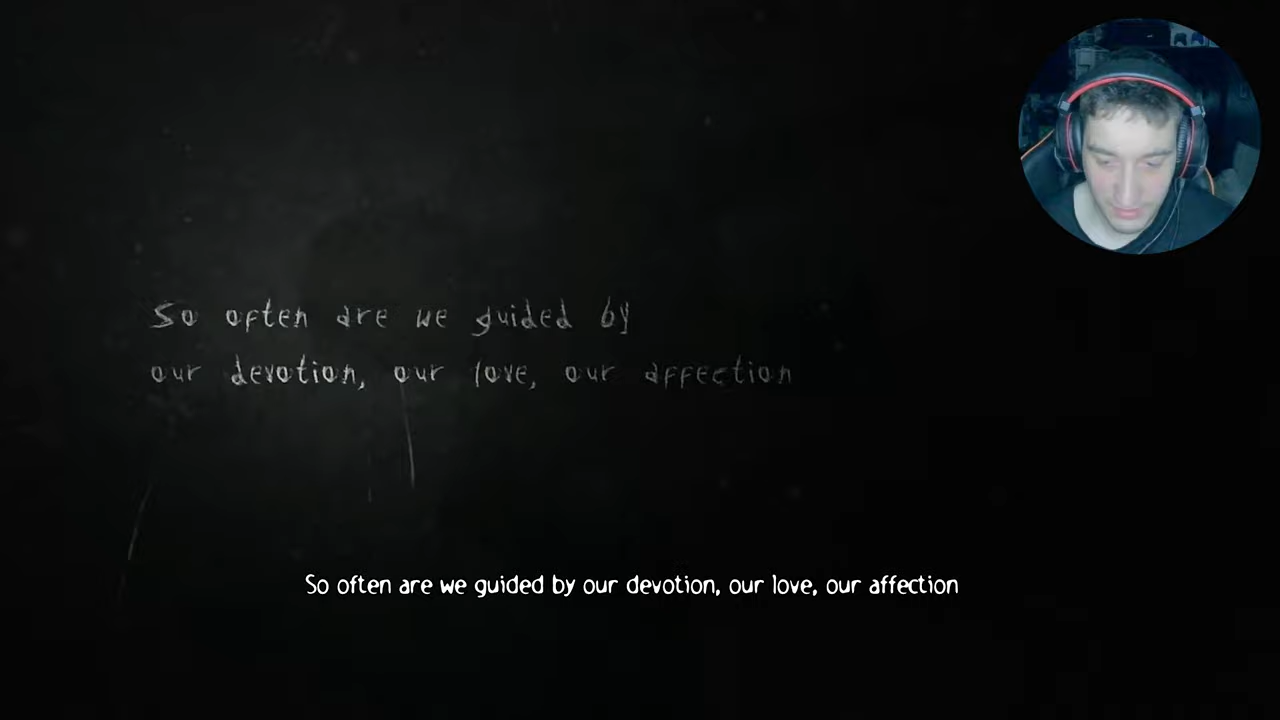 So often are we guided by
our devotion, our love, our affection
So often are we guided by our devotion, our love, our affection